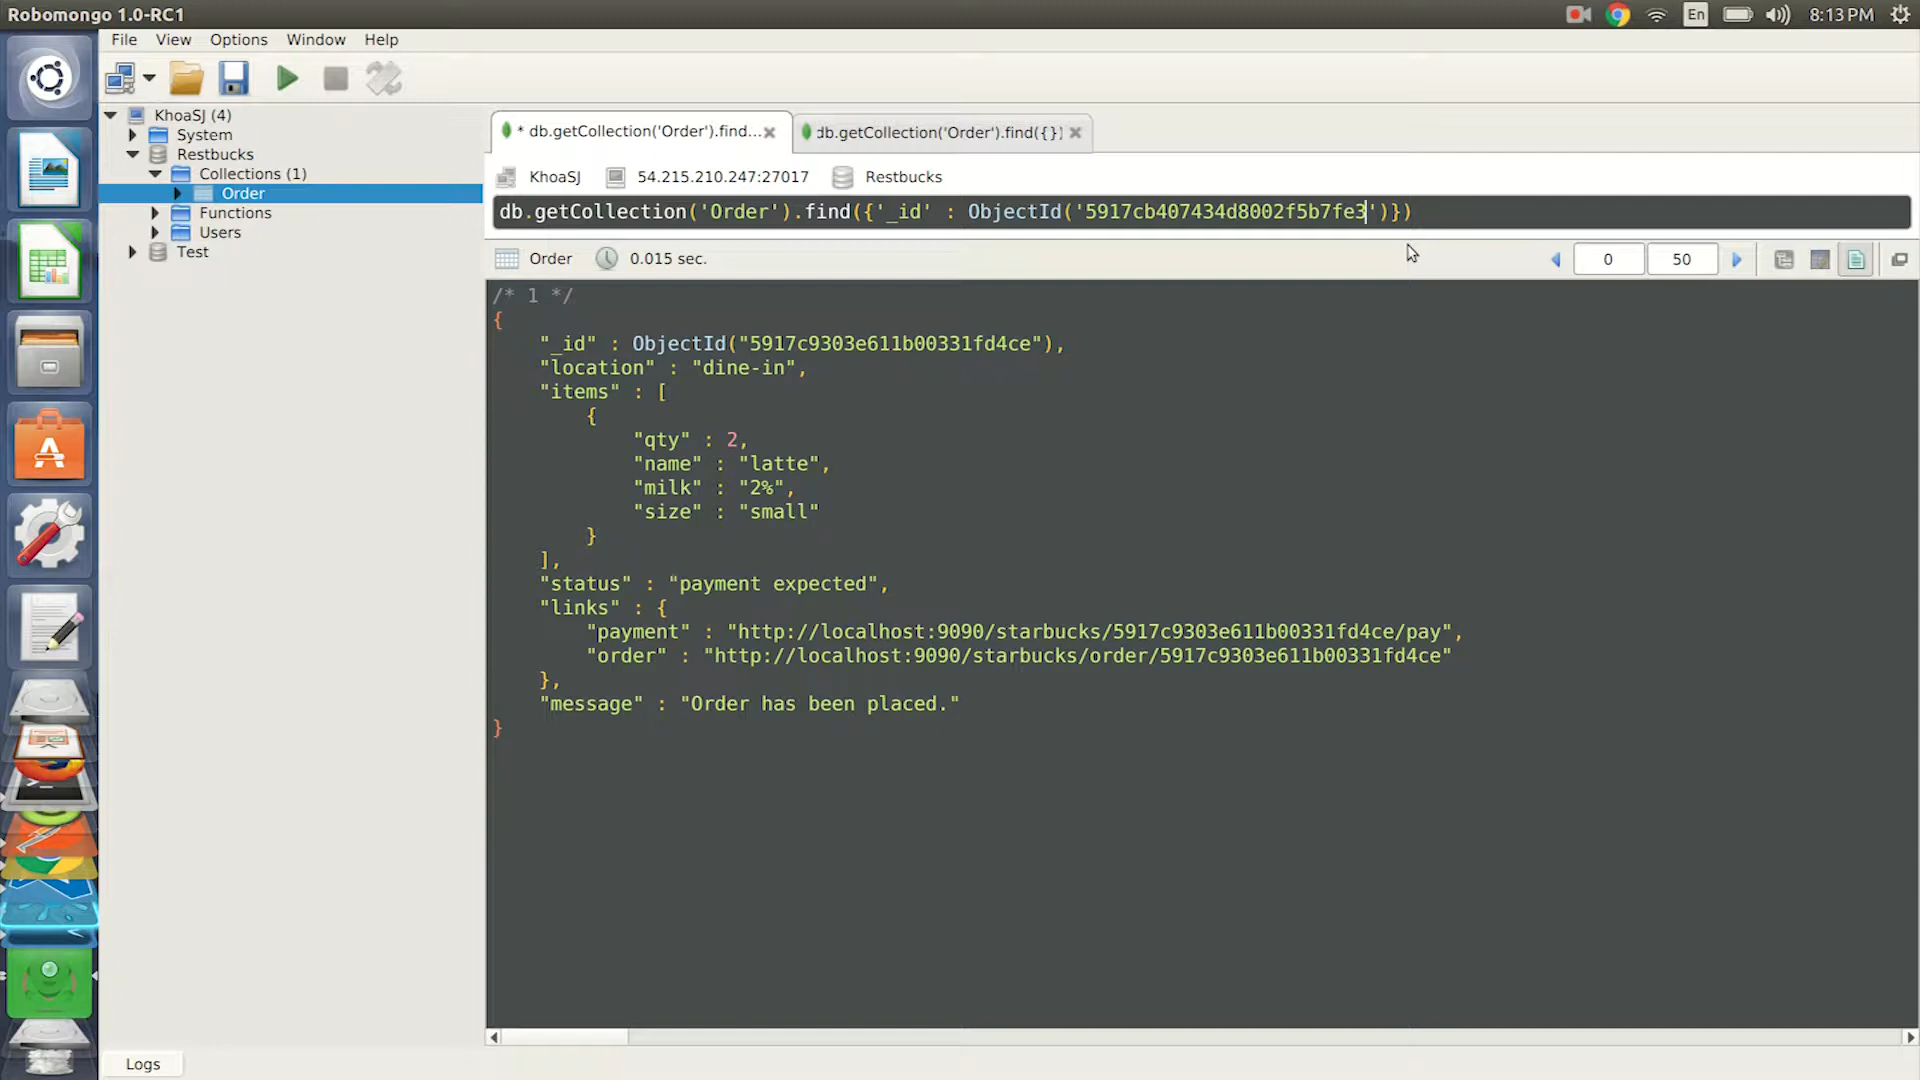 Robomongo 1.0-RC1
En
8:13 PM
File View Options Window Help
KhoaSJ (4)
System
Restbucks
Collections (1)
Order
Functions
Users
Test
* db.getCollection('Order').find...
db.getCollection('Order').find({})
KhoaSJ 54.215.210.247:27017 Restbucks
db.getCollection('Order').find({'_id' : ObjectId('5917cb407434d8002f5b7fe3')})
Order 0.015 sec.
0 50
/* 1 */
{
"_id" : ObjectId("5917c9303e611b00331fd4ce"),
"location" : "dine-in",
"items" : [
{
"qty" : 2,
"name" : "latte",
"milk" : "2%",
"size" : "small"
}
],
"status" : "payment expected",
"links" : {
"payment" : "http://localhost:9090/starbucks/5917c9303e611b00331fd4ce/pay",
"order" : "http://localhost:9090/starbucks/order/5917c9303e611b00331fd4ce"
},
"message" : "Order has been placed."
}
Logs